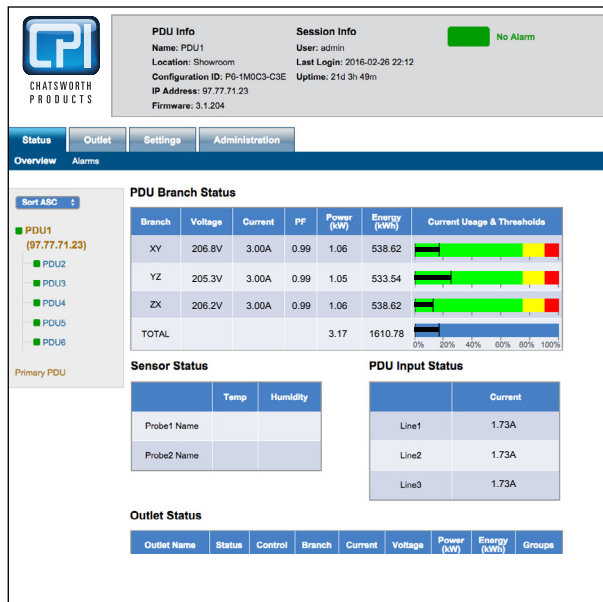 CPI
CHATSWORTH
PRODUCTS
PDU Info
Name: PDU1
Location: Showroom
Configuration ID: P6-1M0C3-C3E
IP Address: 97.77.71.23
Firmware: 3.1.204
Session Info
User: admin
Last Login: 2016-02-26 22:12
Uptime: 21d 3h 49m
No Alarm
Status Outlet Settings Administration
Overview Alarms
Sort ASC
PDU1
(97.77.71.23)
PDU2
PDU3
PDU4
PDU5
PDU6
Primary PDU
PDU Branch Status
Branch Voltage Current PF Power (kW) Energy (kWh) Current Usage & Thresholds
XY 206.8V 3.00A 0.99 1.06 538.62
YZ 205.3V 3.00A 0.99 1.05 533.54
ZX 206.2V 3.00A 0.99 1.06 538.62
TOTAL 3.17 1610.78
0% 20% 40% 60% 80% 100%
Sensor Status
Temp Humidity
Probe1 Name
Probe2 Name
PDU Input Status
Current
Line1 1.73A
Line2 1.73A
Line3 1.73A
Outlet Status
Outlet Name Status Control Branch Current Voltage Power (kW) Energy (kWh) Groups